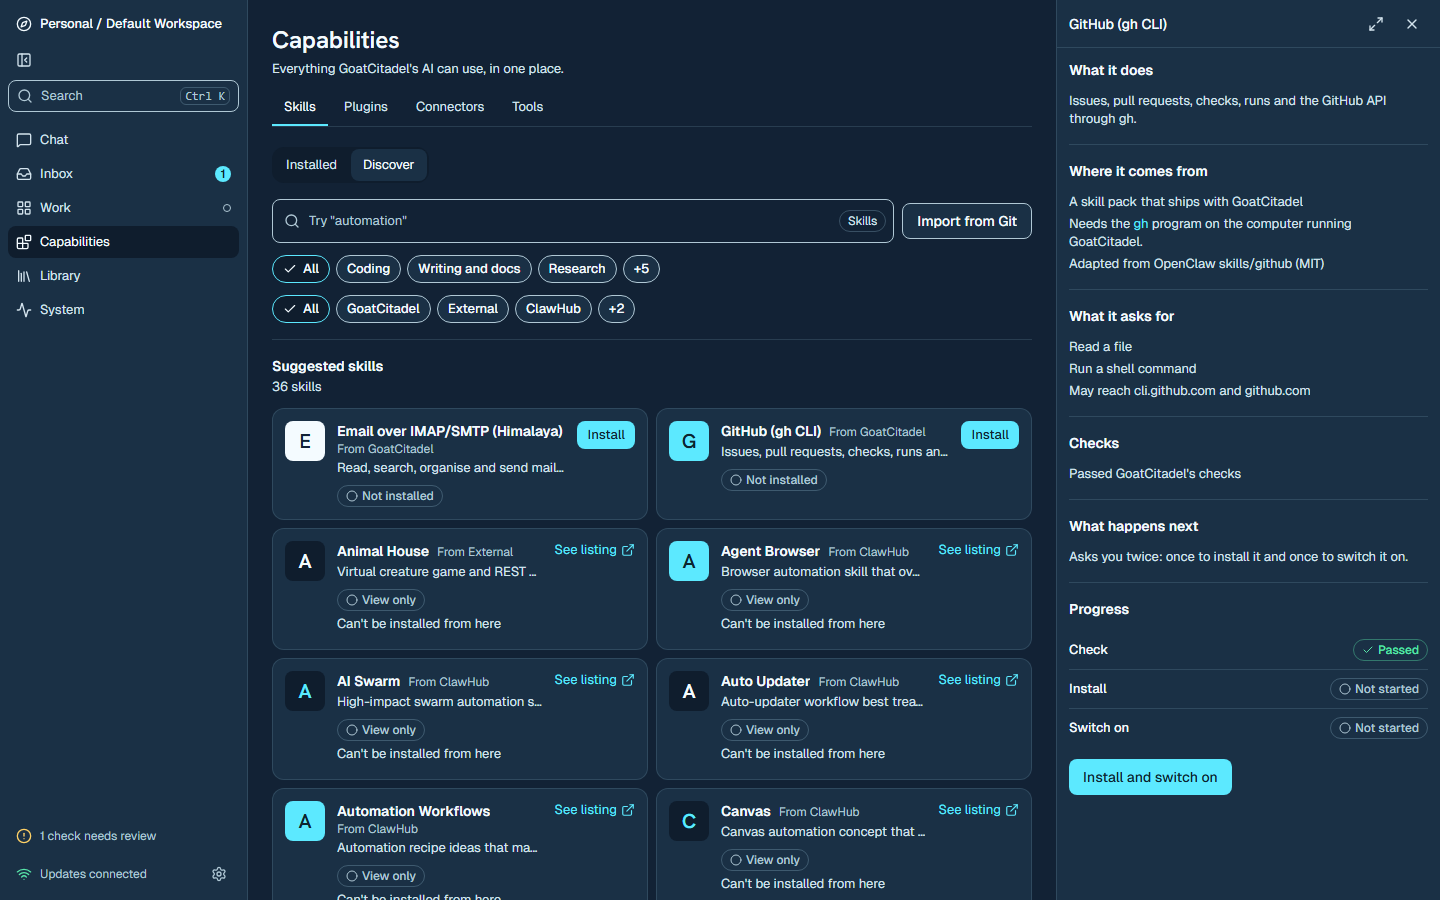 Personal / Default Workspace
Search
Ctrl K
Chat
Inbox
1
Work
Capabilities
Library
System
1 check needs review
Updates connected
Capabilities
Everything GoatCitadel's AI can use, in one place.
Skills
Plugins
Connectors
Tools
Installed
Discover
Try "automation"
Skills
Import from Git
All
Coding
Writing and docs
Research
+5
All
GoatCitadel
External
ClawHub
+2
Suggested skills
36 skills
E
Email over IMAP/SMTP (Himalaya)
From GoatCitadel
Read, search, organise and send mail...
Not installed
Install
G
GitHub (gh CLI) From GoatCitadel
Issues, pull requests, checks, runs an...
Not installed
Install
A
Animal House From External
Virtual creature game and REST ...
View only
Can't be installed from here
See listing
A
Agent Browser From ClawHub
Browser automation skill that ov...
View only
Can't be installed from here
See listing
A
AI Swarm From ClawHub
High-impact swarm automation s...
View only
Can't be installed from here
See listing
A
Auto Updater From ClawHub
Auto-updater workflow best trea...
View only
Can't be installed from here
See listing
A
Automation Workflows
From ClawHub
Automation recipe ideas that ma...
View only
Can't be installed from here
See listing
C
Canvas From ClawHub
Canvas automation concept that ...
View only
Can't be installed from here
See listing
GitHub (gh CLI)
What it does
Issues, pull requests, checks, runs and the GitHub API
through gh.
Where it comes from
A skill pack that ships with GoatCitadel
Needs the gh program on the computer running
GoatCitadel.
Adapted from OpenClaw skills/github (MIT)
What it asks for
Read a file
Run a shell command
May reach cli.github.com and github.com
Checks
Passed GoatCitadel's checks
What happens next
Asks you twice: once to install it and once to switch it on.
Progress
Check
Passed
Install
Not started
Switch on
Not started
Install and switch on